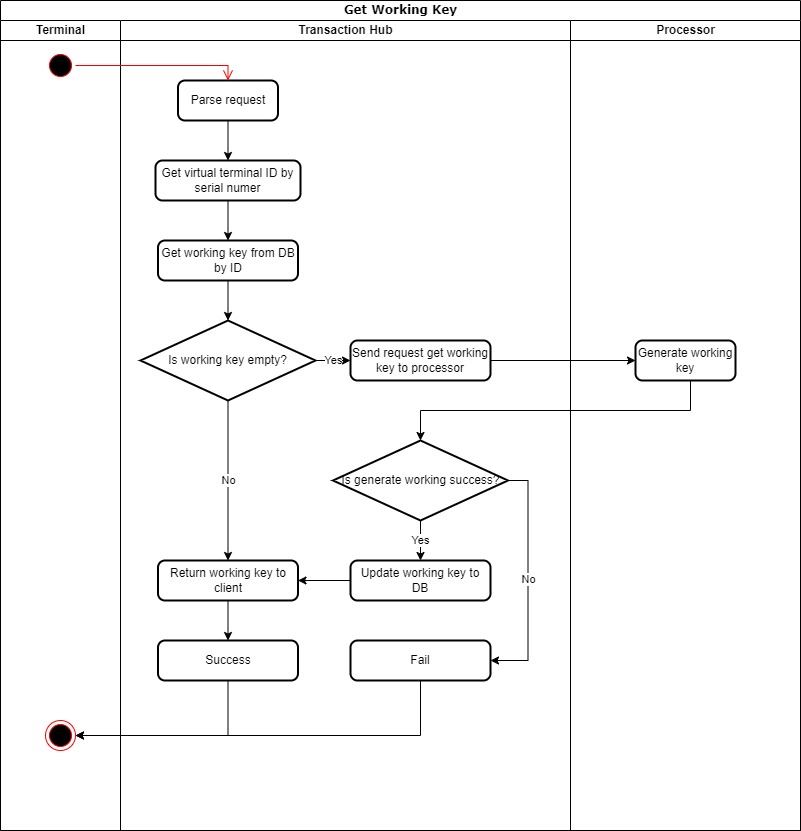 Get Working Key
Terminal
Transaction Hub
Processor
Parse request
Get virtual terminal ID by
serial numer
Get working key from DB
by ID
Is working key empty?
Yes
Send request get working
key to processor
Generate working
key
No
Is generate working success?
Yes
No
Return working key to
client
Update working key to
DB
Success
Fail